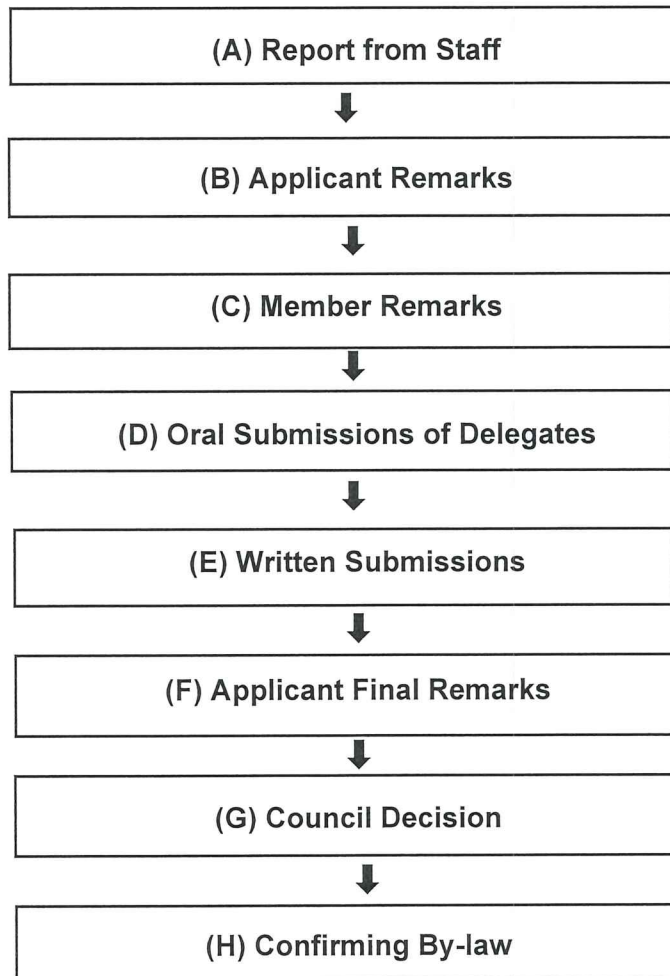 (A) Report from Staff
(B) Applicant Remarks
(C) Member Remarks
(D) Oral Submissions of Delegates
(E) Written Submissions
(F) Applicant Final Remarks
(G) Council Decision
(H) Confirming By-law